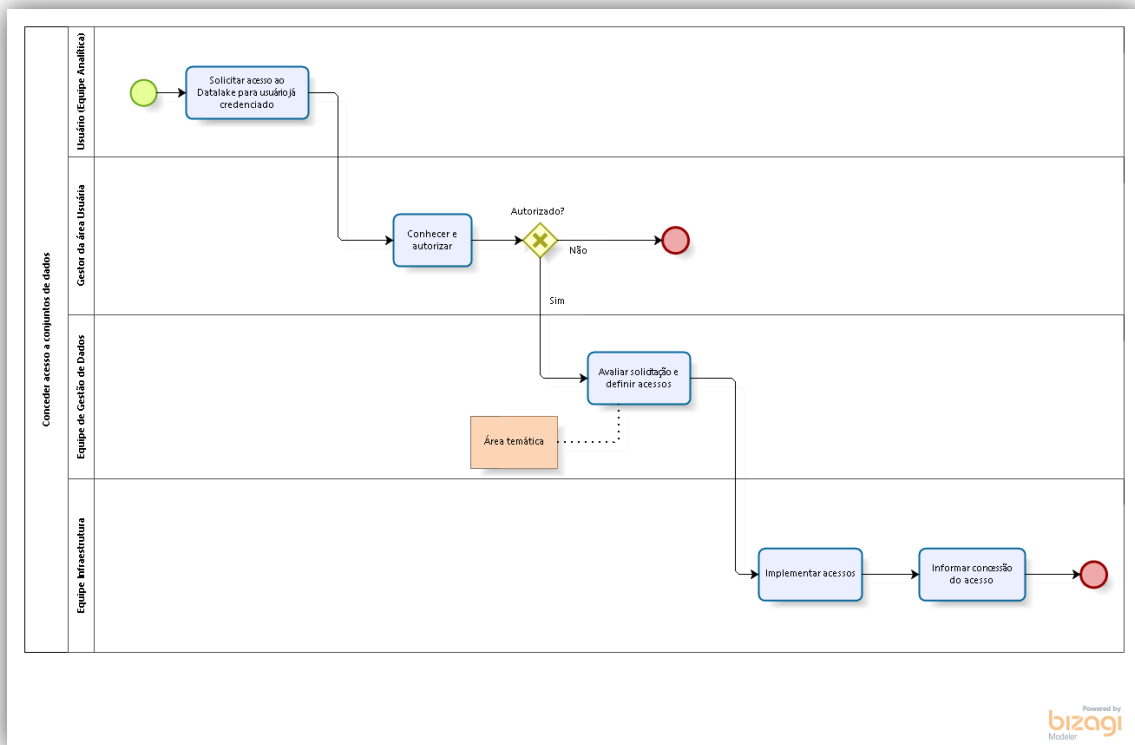 Conceder acesso a conjuntos de dados
Usuário (Equipe Analítica)
Solicitar acesso ao
Datalake para usuário já
credenciado
Gestor da área Usuária
Conhecer e
autorizar
Autorizado?
Não
Sim
Equipe de Gestão de Dados
Avaliar solicitação e
definir acessos
Área temática
Equipe Infraestrutura
Implementar acessos
Informar concessão
do acesso
Powered by
bizagi
Modeler